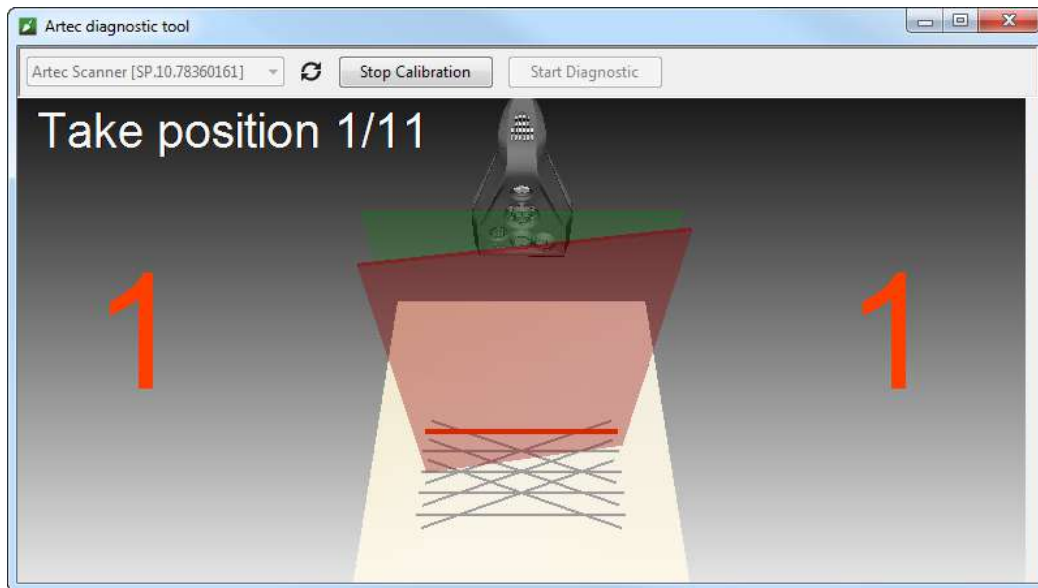 Artec diagnostic tool
Artec Scanner [SP.10.78360161]
Stop Calibration
Start Diagnostic
Take position 1/11
1
1